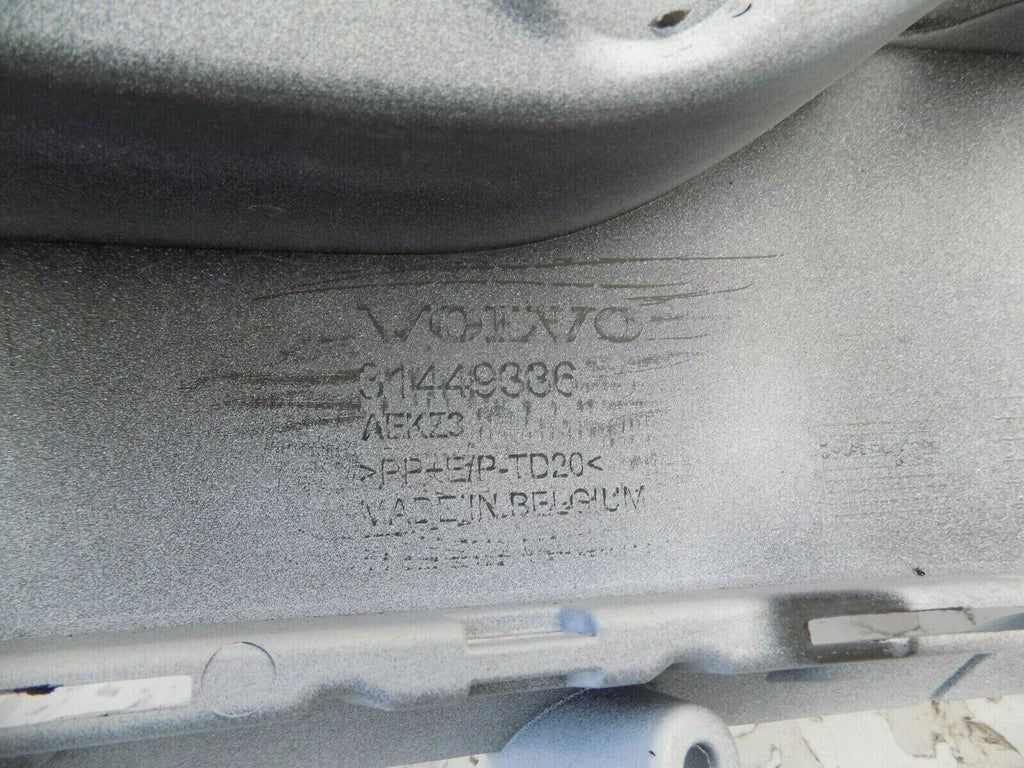 VOLVO
31449336
AEKZ3
>PP+E/P-TD20<
MADE IN BELGIUM